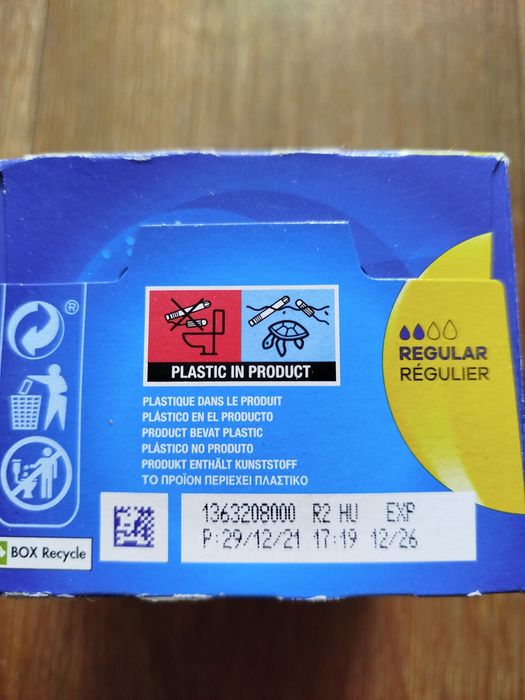 ®
PLASTIC IN PRODUCT
PLASTIQUE DANS LE PRODUIT
PLÁSTICO EN EL PRODUCTO
PRODUCT BEVAT PLASTIC
PLÁSTICO NO PRODUTO
PRODUKT ENTHÄLT KUNSTSTOFF
ΤΟ ΠΡΟΪΟΝ ΠΕΡΙΕΧΕΙ ΠΛΑΣΤΙΚΟ
REGULAR
RÉGULIER
1363208000 R2 HU EXP
P:29/12/21 17:19 12/26
BOX Recycle